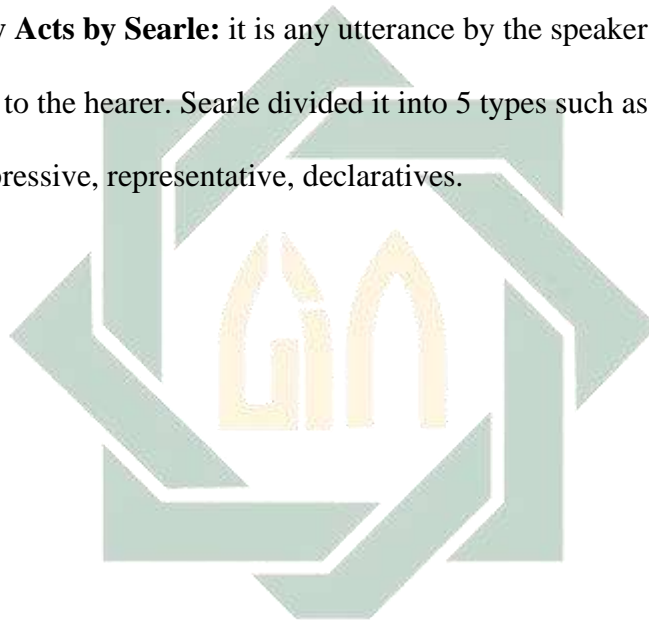 y Acts by Searle: it is any utterance by the speaker
to the hearer. Searle divided it into 5 types such as
pressive, representative, declaratives.